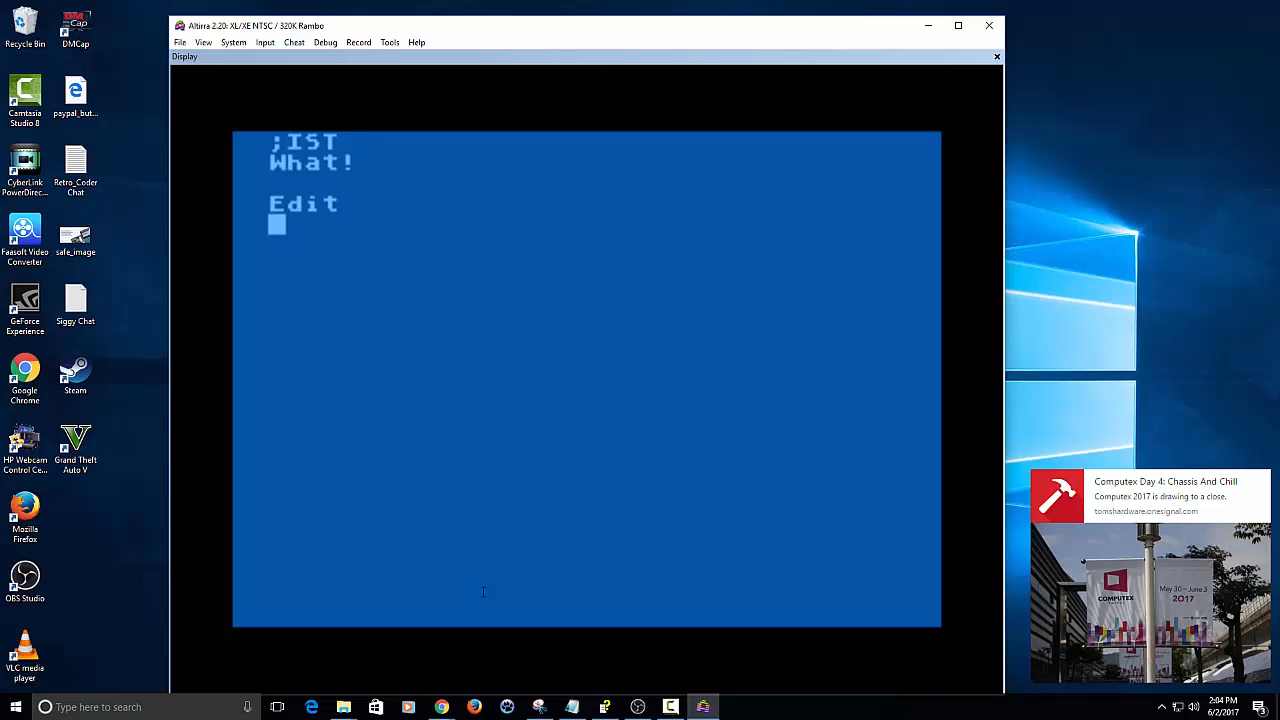 Altirra 2.20: XL/XE NTSC / 320K Rambo
File View System Input Cheat Debug Record Tools Help
Display
;IST
What!
Edit
Recycle Bin
DMCap
Camtasia Studio 8
paypal_but...
CyberLink PowerDirec...
Retro_Coder Chat
Faasoft Video Converter
safe_image
GeForce Experience
Siggy Chat
Google Chrome
Steam
HP Webcam Control Ce...
Grand Theft Auto V
Mozilla Firefox
OBS Studio
VLC media player
Computex Day 4: Chassis And Chill
Computex 2017 is drawing to a close.
tomshardware.onesignal.com
COMPUTEX
TAIPEI
May 30 – June 3
2017
Type here to search
2:04 PM
6/2/2017